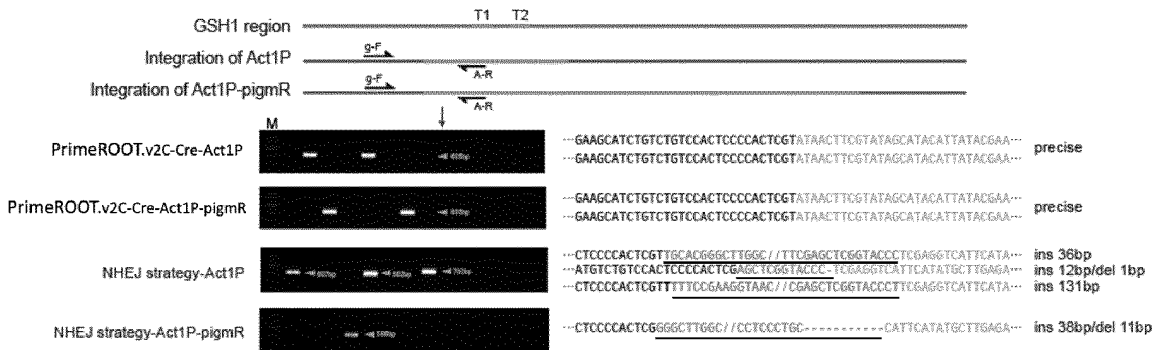 T1 T2
GSH1 region
g-F
Integration of Act1P
A-R
g-F
Integration of Act1P-pigmR
A-R
M
PrimeROOT.v2C-Cre-Act1P
···GAAGCATCTGTCTGTCCACTCCCCACTCGTATAACTTCGTATAGCATACATTATACGAA···
GAAGCATCTGTCTGTCCACTCCCCACTCGTATAACTTCGTATAGCATACATTATACGAA
precise
PrimeROOT.v2C-Cre-Act1P-pigmR
···GAAGCATCTGTCTGTCCACTCCCCACTCGTATAACTTCGTATAGCATACATTATACGAA···
GAAGCATCTGTCTGTCCACTCCCCACTCGTATAACTTCGTATAGCATACATTATACGAA
precise
NHEJ strategy-Act1P
CTCCCCACTCGTTGCACGGGCTTGGC//TTCGAGCTCGGTACCCTCGAGGTCATTCATA··· ins 36bp
···ATGTCTGTCCACTCCCCACTCGAGCTCGGTACCC-TCGAGGTCATTCATATGCTTGAGA··· ins 12bp/del 1bp
CTCCCCACTCGTTTTTCCGAAGGTAAC//CGAGCTCGGTACCCTTCGAGGTCATTCATA ins 131bp
NHEJ strategy-Act1P-pigmR
···CTCCCCACTCGGGGCTTGGC//CCTCCCTGC-----------CATTCATATGCTTGAGA··· ins 38bp/del 11bp